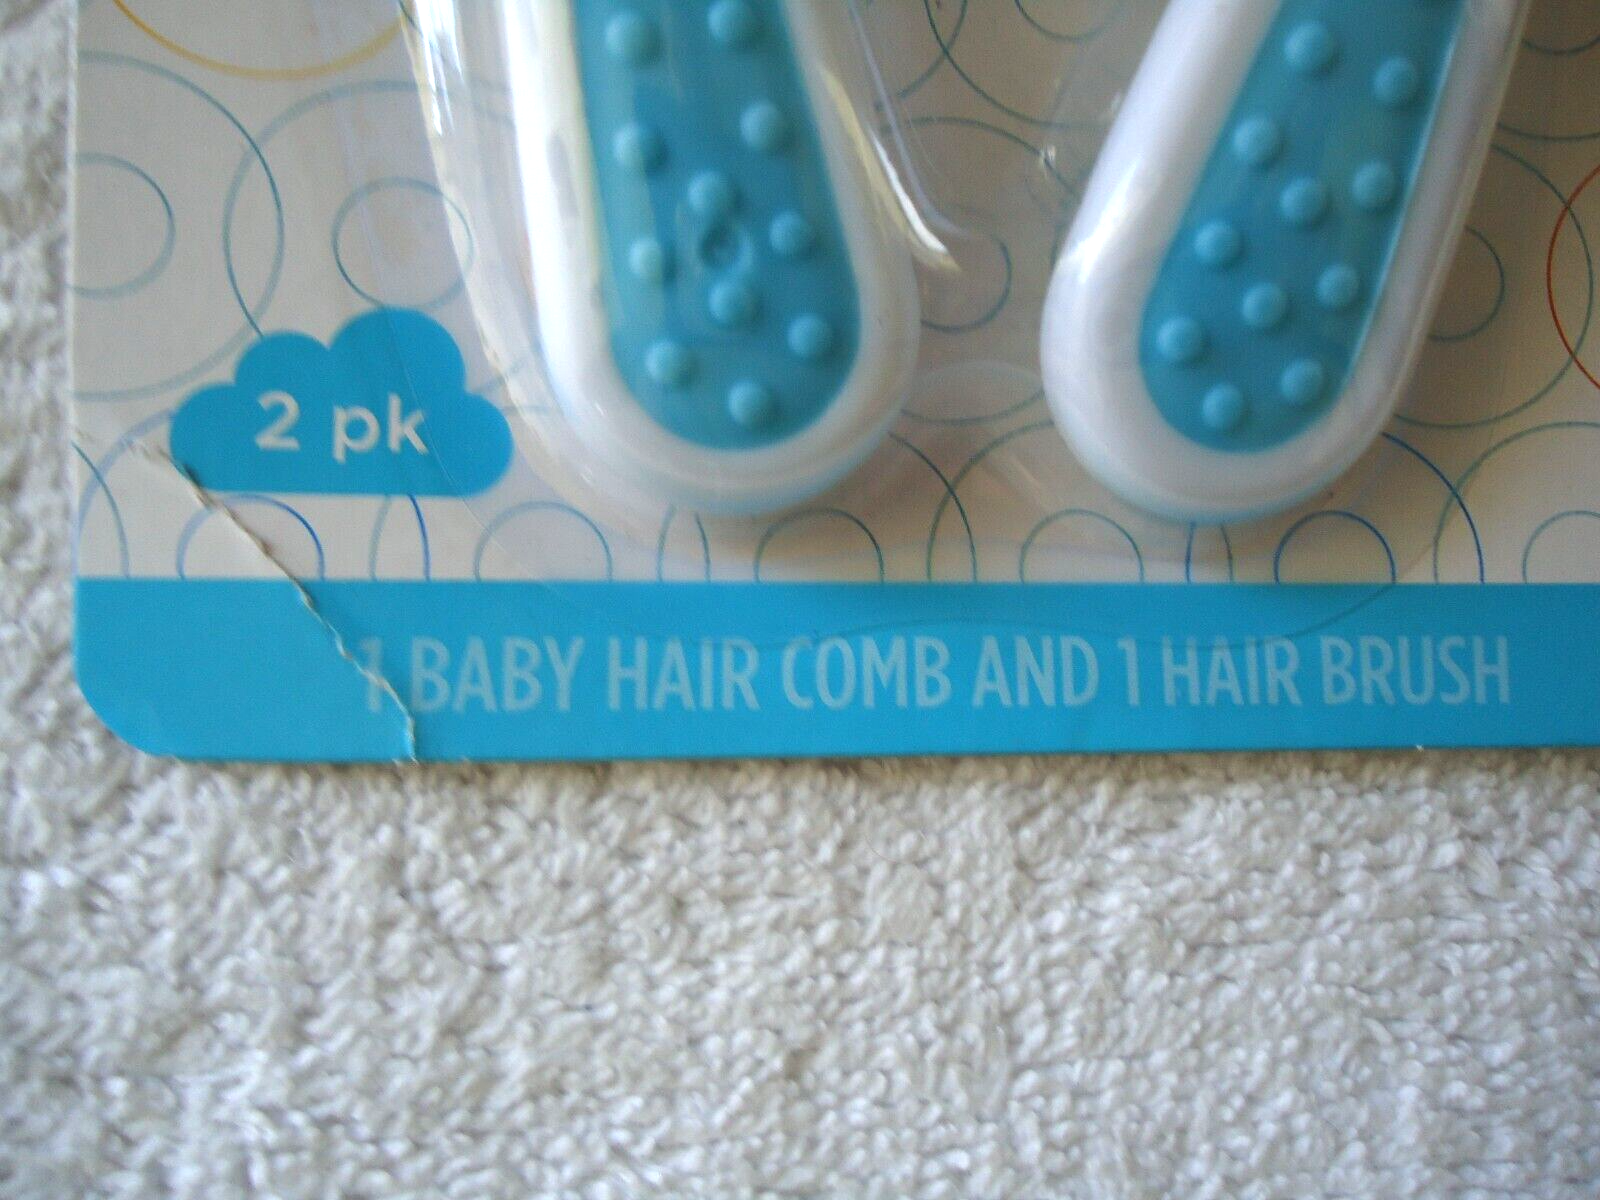 2 pk
1 BABY HAIR COMB AND 1 HAIR BRUSH